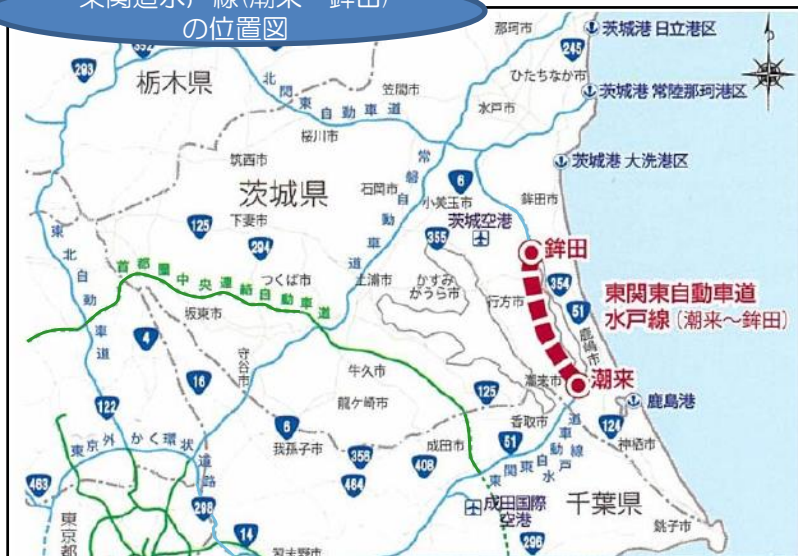 東関道水戸線(潮来~鉾田)
の位置図
那珂市
茨城港 日立港区
245
352
293
栃木県
北関東自動車道
笠間市
ひたちなか市
水戸市
茨城港 常陸那珂港区
桜川市
筑西市
茨城港 大洗港区
茨城県
常磐自動車道
石岡市
6
小美玉市
鉾田市
125
下妻市
294
茨城空港
355
鉾田
東北自動車道
首都圏中央連絡自動車道
つくば市
土浦市
かすみ
がうら市
行方市
354
51
東関東自動車道
水戸線(潮来~鉾田)
坂東市
4
鹿嶋市
守谷市
16
牛久市
潮来市
潮来
125
鹿島港
122
龍ケ崎市
香取市
124
6
神栖市
東京外かく環状道路
我孫子市
356
成田市
51
408
東関東自動車道
水戸線
463
464
成田国際
空港
千葉県
298
東京都
14
習志野市
296
銚子市